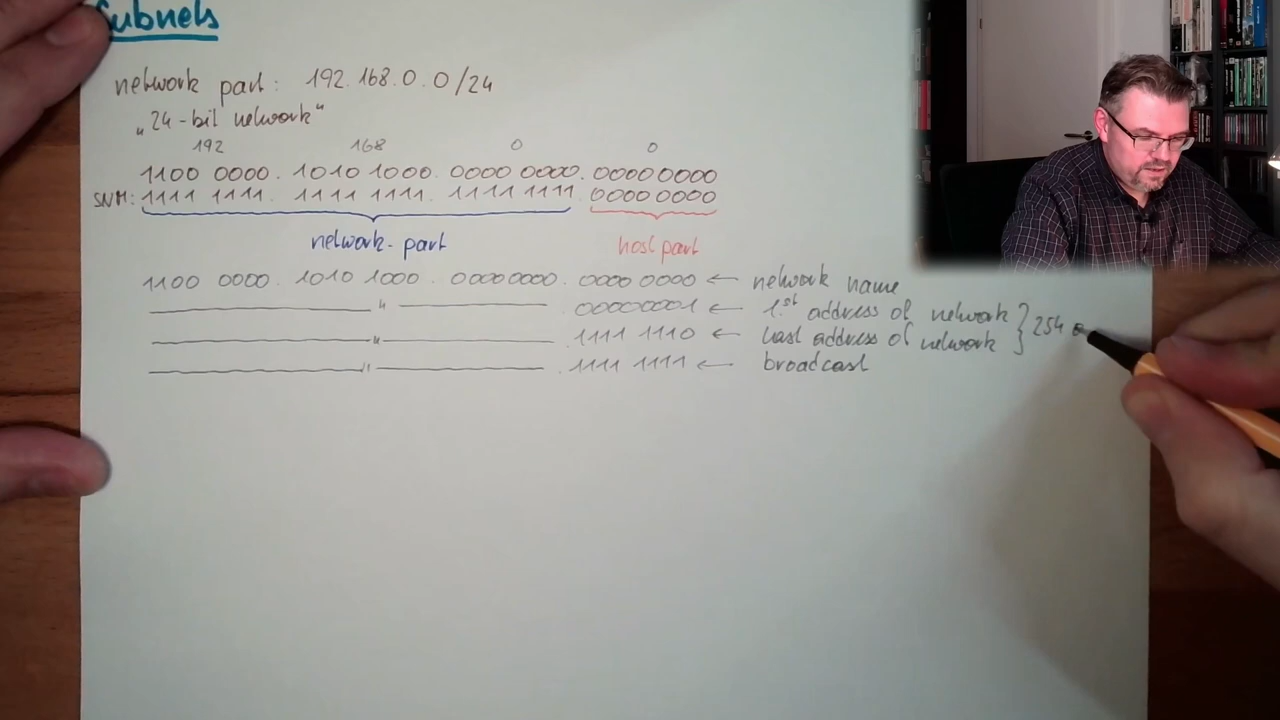 Subnets
network part: 192.168.0.0/24
„24-bit network“
192 168 0 0
1100 0000. 1010 1000. 0000 0000. 0000 0000
SNM: 1111 1111. 1111 1111. 1111 1111. 0000 0000
network-part host part
1100 0000. 1010 1000. 0000 0000. 0000 0000 ← network name
—— " —— 0000 0001 ← 1.st address of network } 254
—— " —— .1111 1110 ← last address of network
—— " —— .1111 1111 ← broadcast